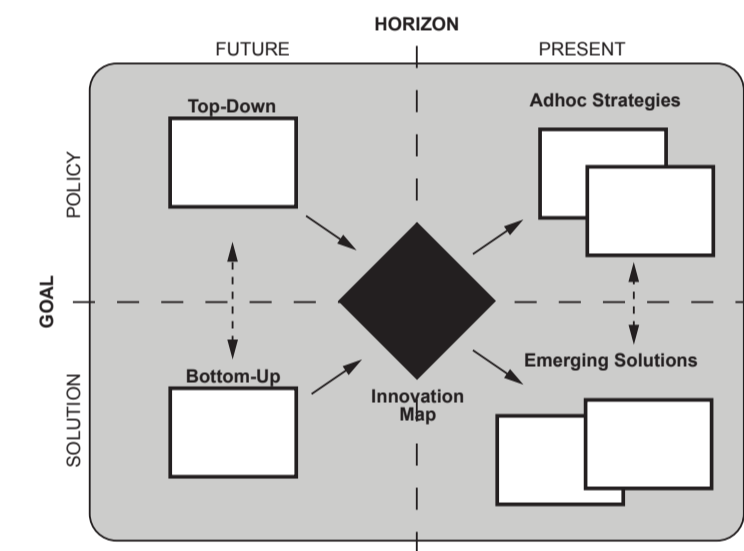 HORIZON
FUTURE
PRESENT
Top-Down
Adhoc Strategies
POLICY
GOAL
Bottom-Up
Emerging Solutions
Innovation
Map
SOLUTION